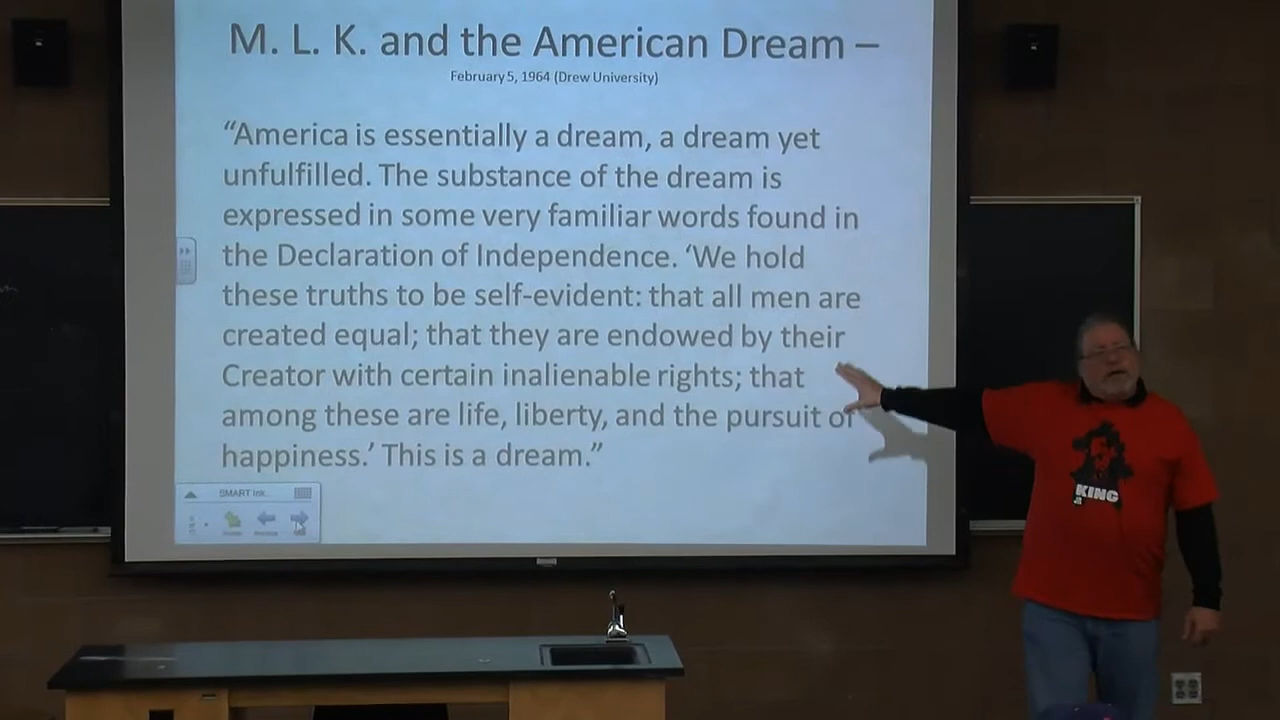 M. L. K. and the American Dream –
February 5, 1964 (Drew University)
“America is essentially a dream, a dream yet
unfulfilled. The substance of the dream is
expressed in some very familiar words found in
the Declaration of Independence. ‘We hold
these truths to be self-evident: that all men are
created equal; that they are endowed by their
Creator with certain inalienable rights; that
among these are life, liberty, and the pursuit of
happiness.’ This is a dream.”
SMART Ink
KING